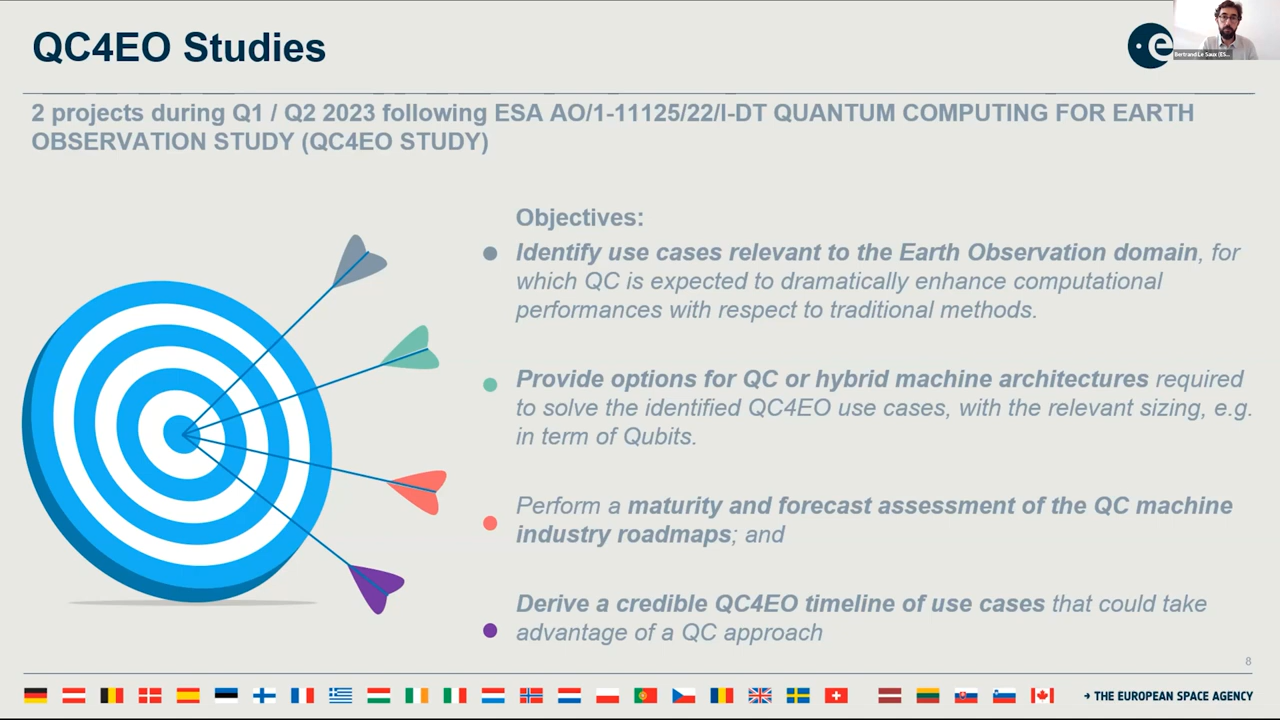 QC4EO Studies
Bertrand Le Saux (ES...
2 projects during Q1 / Q2 2023 following ESA AO/1-11125/22/I-DT QUANTUM COMPUTING FOR EARTH
OBSERVATION STUDY (QC4EO STUDY)
Objectives:
Identify use cases relevant to the Earth Observation domain, for
which QC is expected to dramatically enhance computational
performances with respect to traditional methods.
Provide options for QC or hybrid machine architectures required
to solve the identified QC4EO use cases, with the relevant sizing, e.g.
in term of Qubits.
Perform a maturity and forecast assessment of the QC machine
industry roadmaps; and
Derive a credible QC4EO timeline of use cases that could take
advantage of a QC approach
8
→ THE EUROPEAN SPACE AGENCY